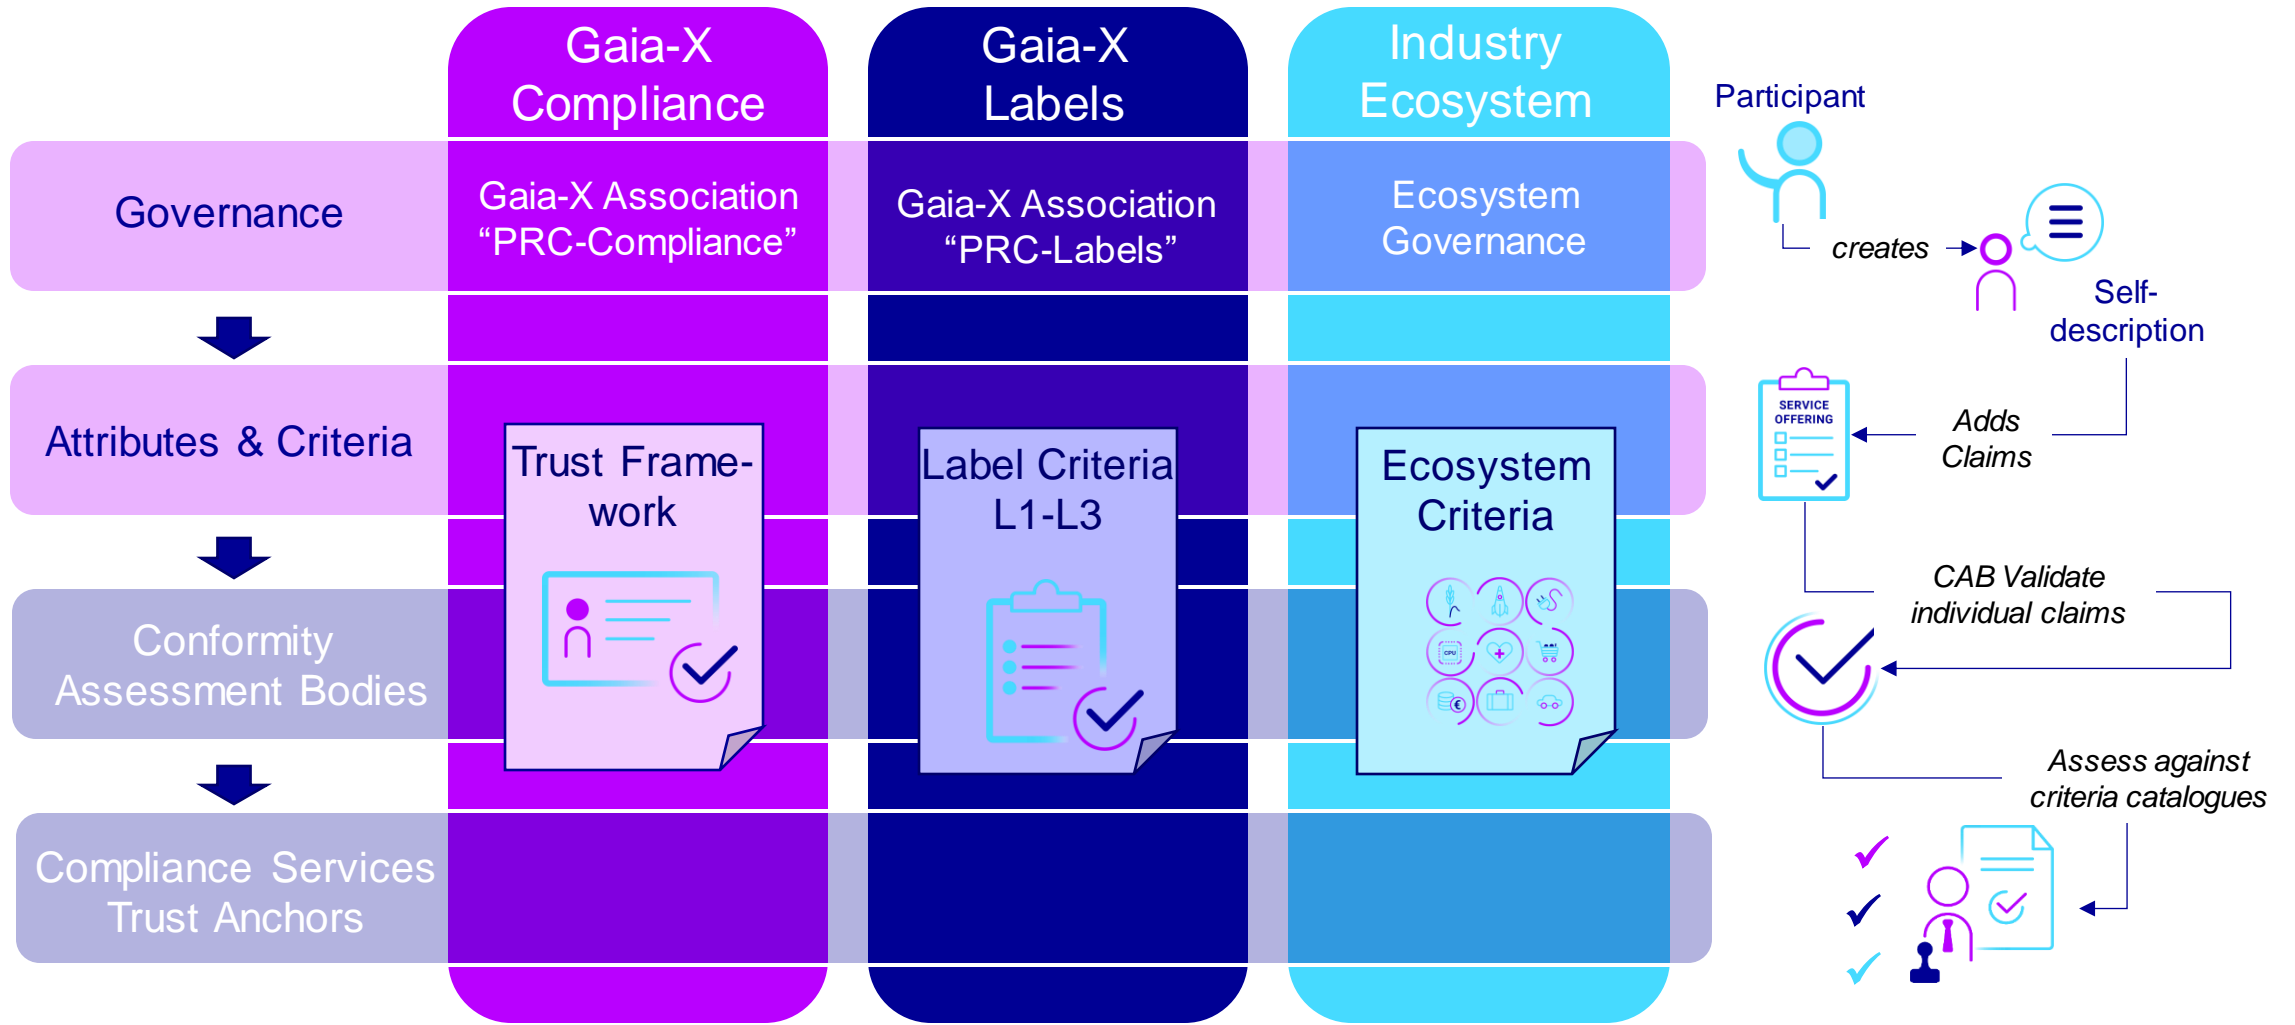 Gaia-X
Compliance
Gaia-X
Labels
Industry
Ecosystem
Governance
Gaia-X Association
“PRC-Compliance”
Gaia-X Association
“PRC-Labels”
Ecosystem
Governance
Attributes & Criteria
Trust Frame-
work
Label Criteria
L1-L3
Ecosystem
Criteria
CPU
€
Conformity
Assessment Bodies
Compliance Services
Trust Anchors
Participant
creates
Self-
description
SERVICE
OFFERING
Adds
Claims
CAB Validate
individual claims
Assess against
criteria catalogues